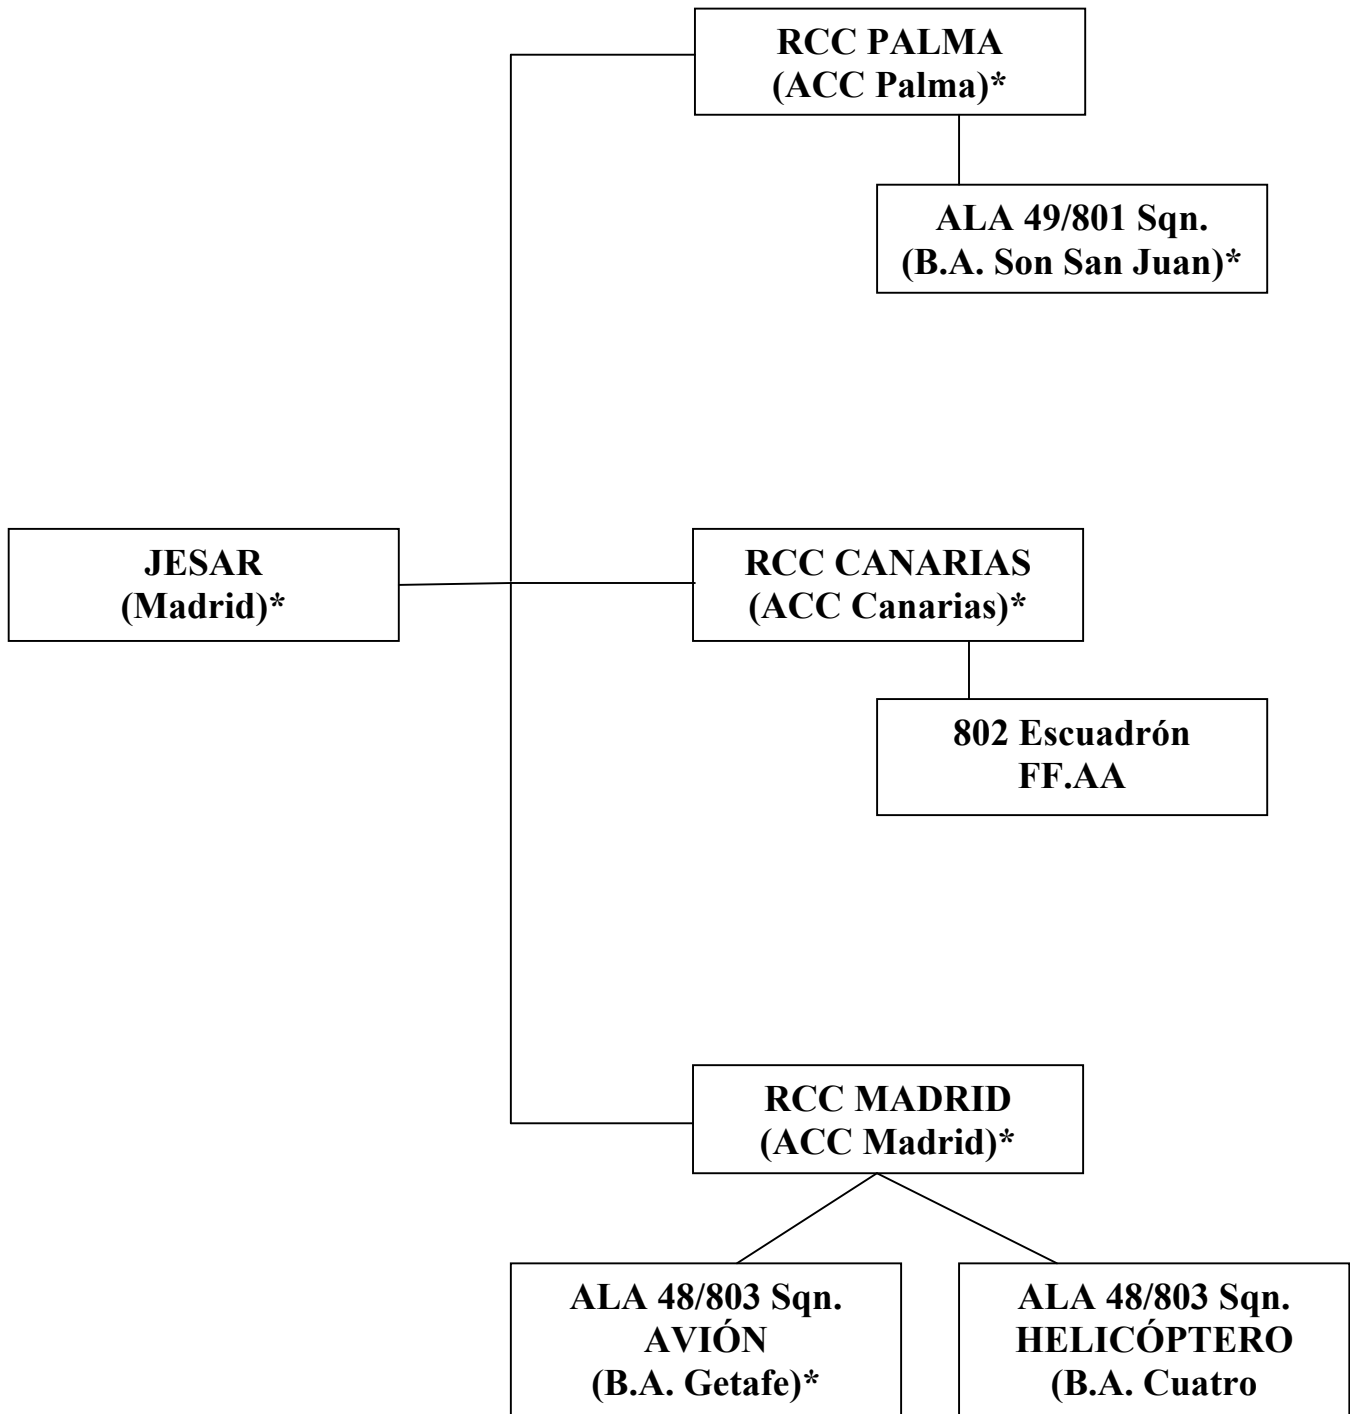 RCC PALMA
(ACC Palma)*
ALA 49/801 Sqn.
(B.A. Son San Juan)*
JESAR
(Madrid)*
RCC CANARIAS
(ACC Canarias)*
802 Escuadrón
FF.AA
RCC MADRID
(ACC Madrid)*
ALA 48/803 Sqn.
AVIÓN
(B.A. Getafe)*
ALA 48/803 Sqn.
HELICÓPTERO
(B.A. Cuatro